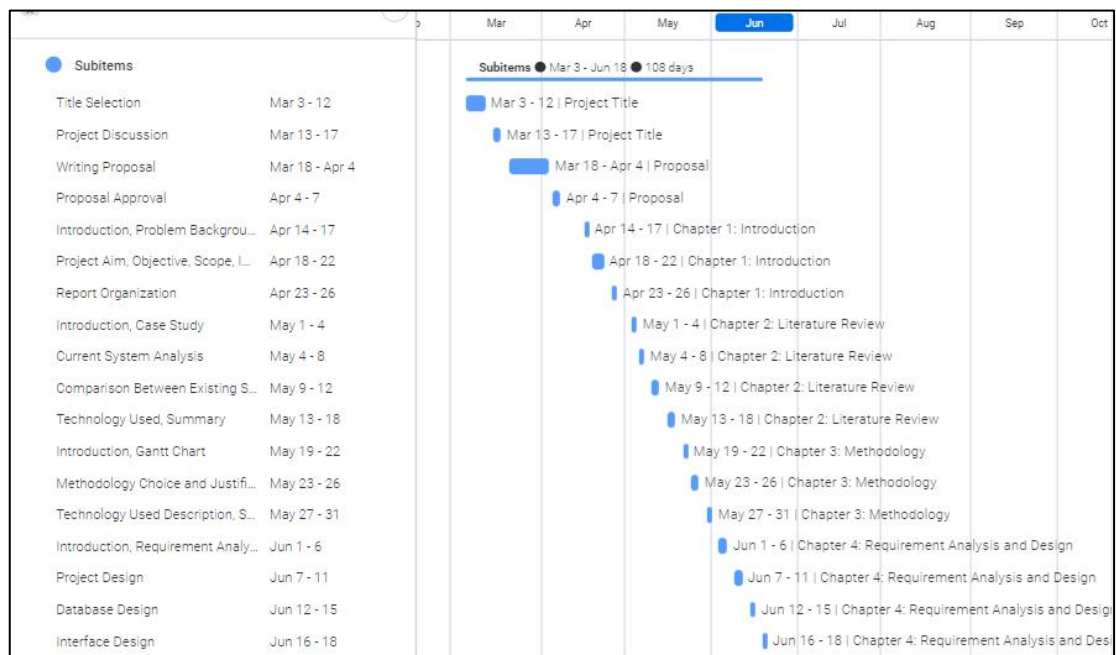 Mar Apr May Jun Jul Aug Sep Oct
Subitems
Subitems ● Mar 3 - Jun 18 ● 108 days
Title Selection Mar 3 - 12 Mar 3 - 12 | Project Title
Project Discussion Mar 13 - 17 Mar 13 - 17 | Project Title
Writing Proposal Mar 18 - Apr 4 Mar 18 - Apr 4 | Proposal
Proposal Approval Apr 4 - 7 Apr 4 - 7 | Proposal
Introduction, Problem Backgrou... Apr 14 - 17 Apr 14 - 17 | Chapter 1: Introduction
Project Aim, Objective, Scope, I... Apr 18 - 22 Apr 18 - 22 | Chapter 1: Introduction
Report Organization Apr 23 - 26 Apr 23 - 26 | Chapter 1: Introduction
Introduction, Case Study May 1 - 4 May 1 - 4 | Chapter 2: Literature Review
Current System Analysis May 4 - 8 May 4 - 8 | Chapter 2: Literature Review
Comparison Between Existing S... May 9 - 12 May 9 - 12 | Chapter 2: Literature Review
Technology Used, Summary May 13 - 18 May 13 - 18 | Chapter 2: Literature Review
Introduction, Gantt Chart May 19 - 22 May 19 - 22 | Chapter 3: Methodology
Methodology Choice and Justifi... May 23 - 26 May 23 - 26 | Chapter 3: Methodology
Technology Used Description, S... May 27 - 31 May 27 - 31 | Chapter 3: Methodology
Introduction, Requirement Analy... Jun 1 - 6 Jun 1 - 6 | Chapter 4: Requirement Analysis and Design
Project Design Jun 7 - 11 Jun 7 - 11 | Chapter 4: Requirement Analysis and Design
Database Design Jun 12 - 15 Jun 12 - 15 | Chapter 4: Requirement Analysis and Desig
Interface Design Jun 16 - 18 Jun 16 - 18 | Chapter 4: Requirement Analysis and Desi